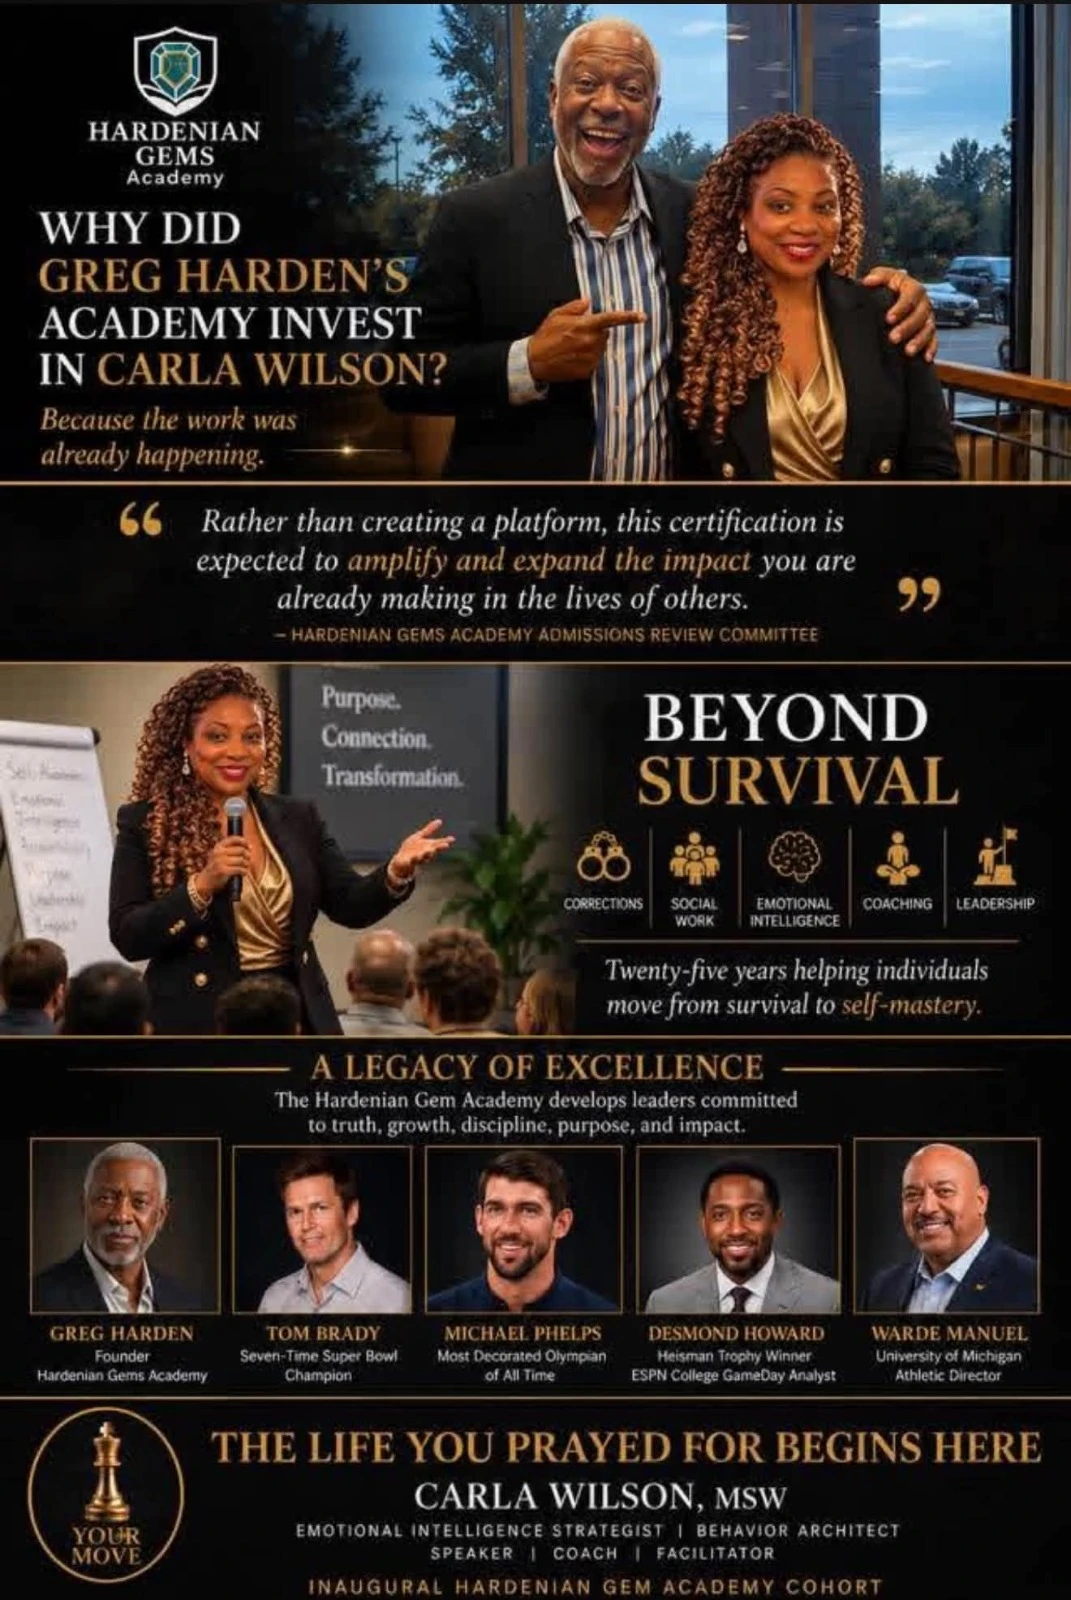 HARDENIAN
GEMS
Academy
WHY DID
GREG HARDEN'S
ACADEMY INVEST
IN CARLA WILSON?
Because the work was
already happening.
“ Rather than creating a platform, this certification is
expected to amplify and expand the impact you are
already making in the lives of others. ”
– HARDENIAN GEMS ACADEMY ADMISSIONS REVIEW COMMITTEE
Purpose.
Connection.
Transformation.
Emotional
Intelligence
Accountability
Purpose
Leadership
Impact
BEYOND
SURVIVAL
CORRECTIONS
SOCIAL
WORK
EMOTIONAL
INTELLIGENCE
COACHING
LEADERSHIP
Twenty-five years helping individuals
move from survival to self-mastery.
A LEGACY OF EXCELLENCE
The Hardenian Gem Academy develops leaders committed
to truth, growth, discipline, purpose, and impact.
GREG HARDEN
Founder
Hardenian Gems Academy
TOM BRADY
Seven-Time Super Bowl
Champion
MICHAEL PHELPS
Most Decorated Olympian
of All Time
DESMOND HOWARD
Heisman Trophy Winner
ESPN College GameDay Analyst
WARDE MANUEL
University of Michigan
Athletic Director
YOUR
MOVE
THE LIFE YOU PRAYED FOR BEGINS HERE
CARLA WILSON, MSW
EMOTIONAL INTELLIGENCE STRATEGIST | BEHAVIOR ARCHITECT
SPEAKER | COACH | FACILITATOR
INAUGURAL HARDENIAN GEM ACADEMY COHORT